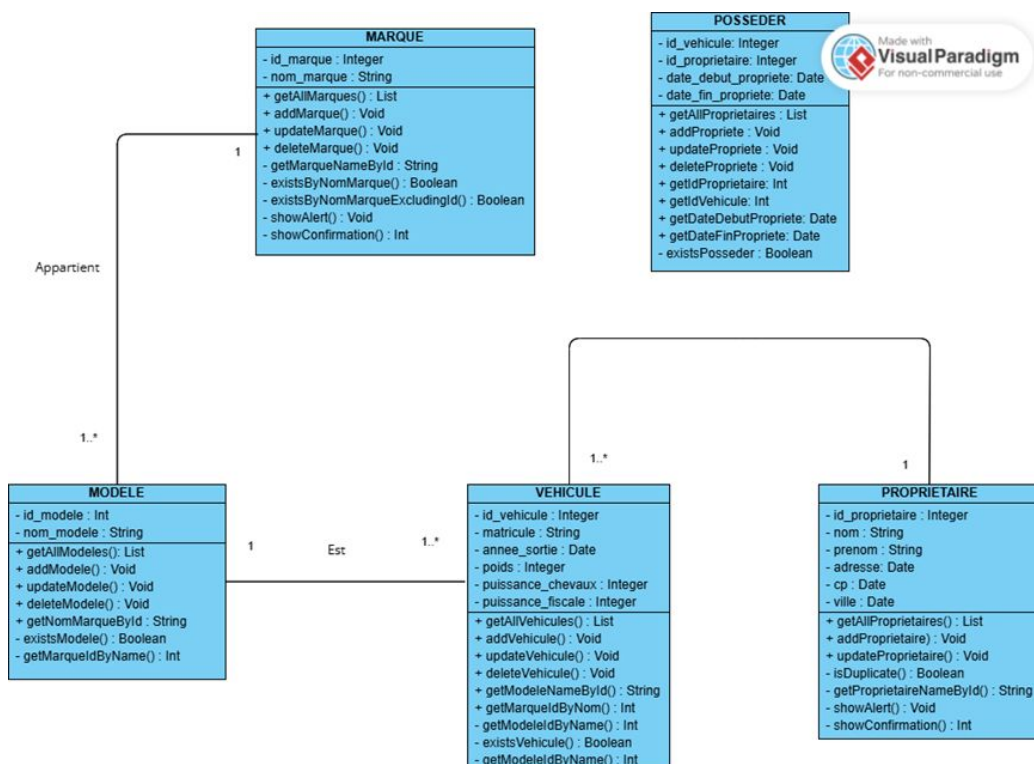 MARQUE
- id_marque : Integer
- nom_marque : String
+ getAllMarques() : List
+ addMarque() : Void
+ updateMarque() : Void
+ deleteMarque() : Void
- getMarqueNameById : String
- existsByNomMarque() : Boolean
- existsByNomMarqueExcludingId() : Boolean
- showAlert() : Void
- showConfirmation() : Int
POSSEDER
- id_vehicule: Integer
- id_proprietaire: Integer
- date_debut_propriete: Date
- date_fin_propriete: Date
+ getAllProprietaires : List
+ addPropriete : Void
+ updatePropriete : Void
+ deletePropriete : Void
+ getIdProprietaire: Int
+ getIdVehicule: Int
+ getDateDebutPropriete: Date
+ getDateFinPropriete: Date
- existsPosseder : Boolean
Made with
Visual Paradigm
For non-commercial use
1
Appartient
1..*
1..*
1
MODELE
- id_modele : Int
- nom_modele : String
+ getAllModeles(): List
+ addModele() : Void
+ updateModele() : Void
+ deleteModele() : Void
+ getNomMarqueById : String
- existsModele() : Boolean
- getMarqueIdByName() : Int
1
Est
1..*
VEHICULE
- id_vehicule : Integer
- matricule : String
- annee_sortie : Date
- poids : Integer
- puissance_chevaux : Integer
- puissance_fiscale : Integer
+ getAllVehicules() : List
+ addVehicule() : Void
+ updateVehicule() : Void
+ deleteVehicule() : Void
+ getModeleNameById() : String
+ getMarqueIdByNom() : Int
- getModeleIdByName() : Int
- existsVehicule() : Boolean
- getModeleIdByName() : Int
PROPRIETAIRE
- id_proprietaire : Integer
- nom : String
- prenom : String
- adresse: Date
- cp : Date
- ville : Date
+ getAllProprietaires() : List
+ addProprietaire) : Void
+ updateProprietaire() : Void
- isDuplicate() : Boolean
- getProprietaireNameById() : String
- showAlert() : Void
- showConfirmation() : Int